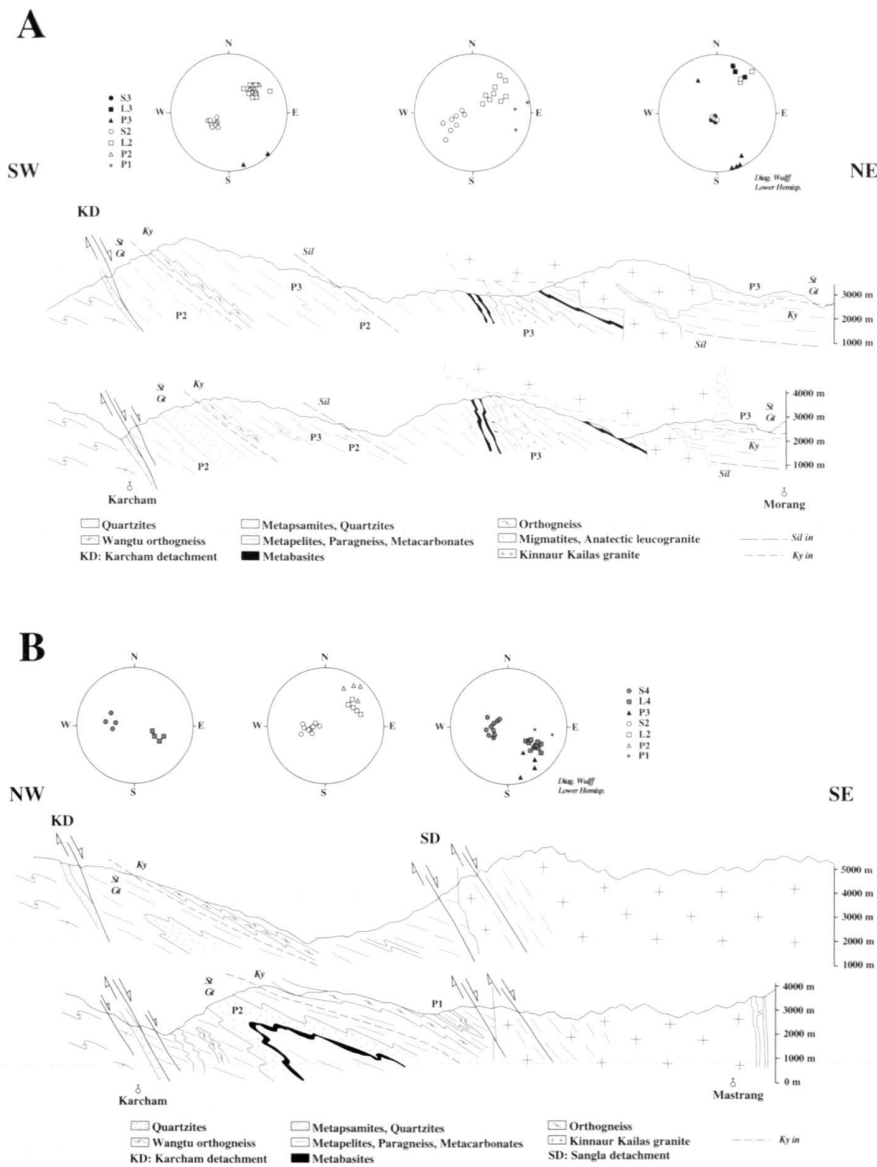 A
N
N
N
S3
L3
P3
S2
L2
P2
P1
W
E
W
E
W
E
S
S
S
Diag. Wulff
Lower Hemisp.
SW
NE
KD
St
Gt
Ky
Sil
P3
P2
P2
P3
P3
St
Gt
Ky
Sil
3000 m
2000 m
1000 m
St
Gt
Ky
Sil
P3
P2
P2
P3
P3
St
Gt
Ky
Sil
4000 m
3000 m
2000 m
1000 m
Karcham
Morang
Quartzites
Metapsamites, Quartzites
Orthogneiss
Wangtu orthogneiss
Metapelites, Paragneiss, Metacarbonates
Migmatites, Anatectic leucogranite
Sil in
KD: Karcham detachment
Metabasites
Kinnaur Kailas granite
Ky in
B
N
N
N
S4
L4
P3
S2
L2
P2
P1
W
E
W
E
W
E
S
S
S
Diag. Wulff
Lower Hemisp.
NW
SE
KD
Ky
St
Gt
SD
5000 m
4000 m
3000 m
2000 m
1000 m
St
Gt
Ky
P2
P1
4000 m
3000 m
2000 m
1000 m
0 m
Karcham
Mastrang
Quartzites
Metapsamites, Quartzites
Orthogneiss
Wangtu orthogneiss
Metapelites, Paragneiss, Metacarbonates
Kinnaur Kailas granite
Ky in
KD: Karcham detachment
Metabasites
SD: Sangla detachment